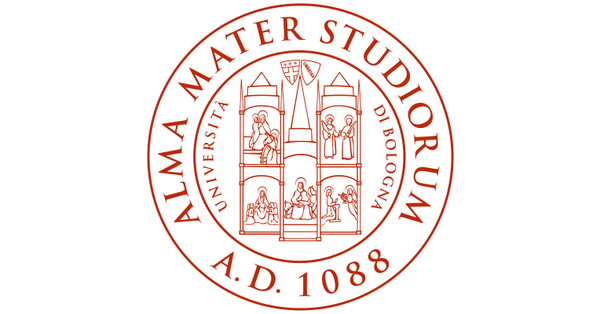 ALMA MATER STUDIORUM
UNIVERSITÀ DI BOLOGNA
A.D. 1088